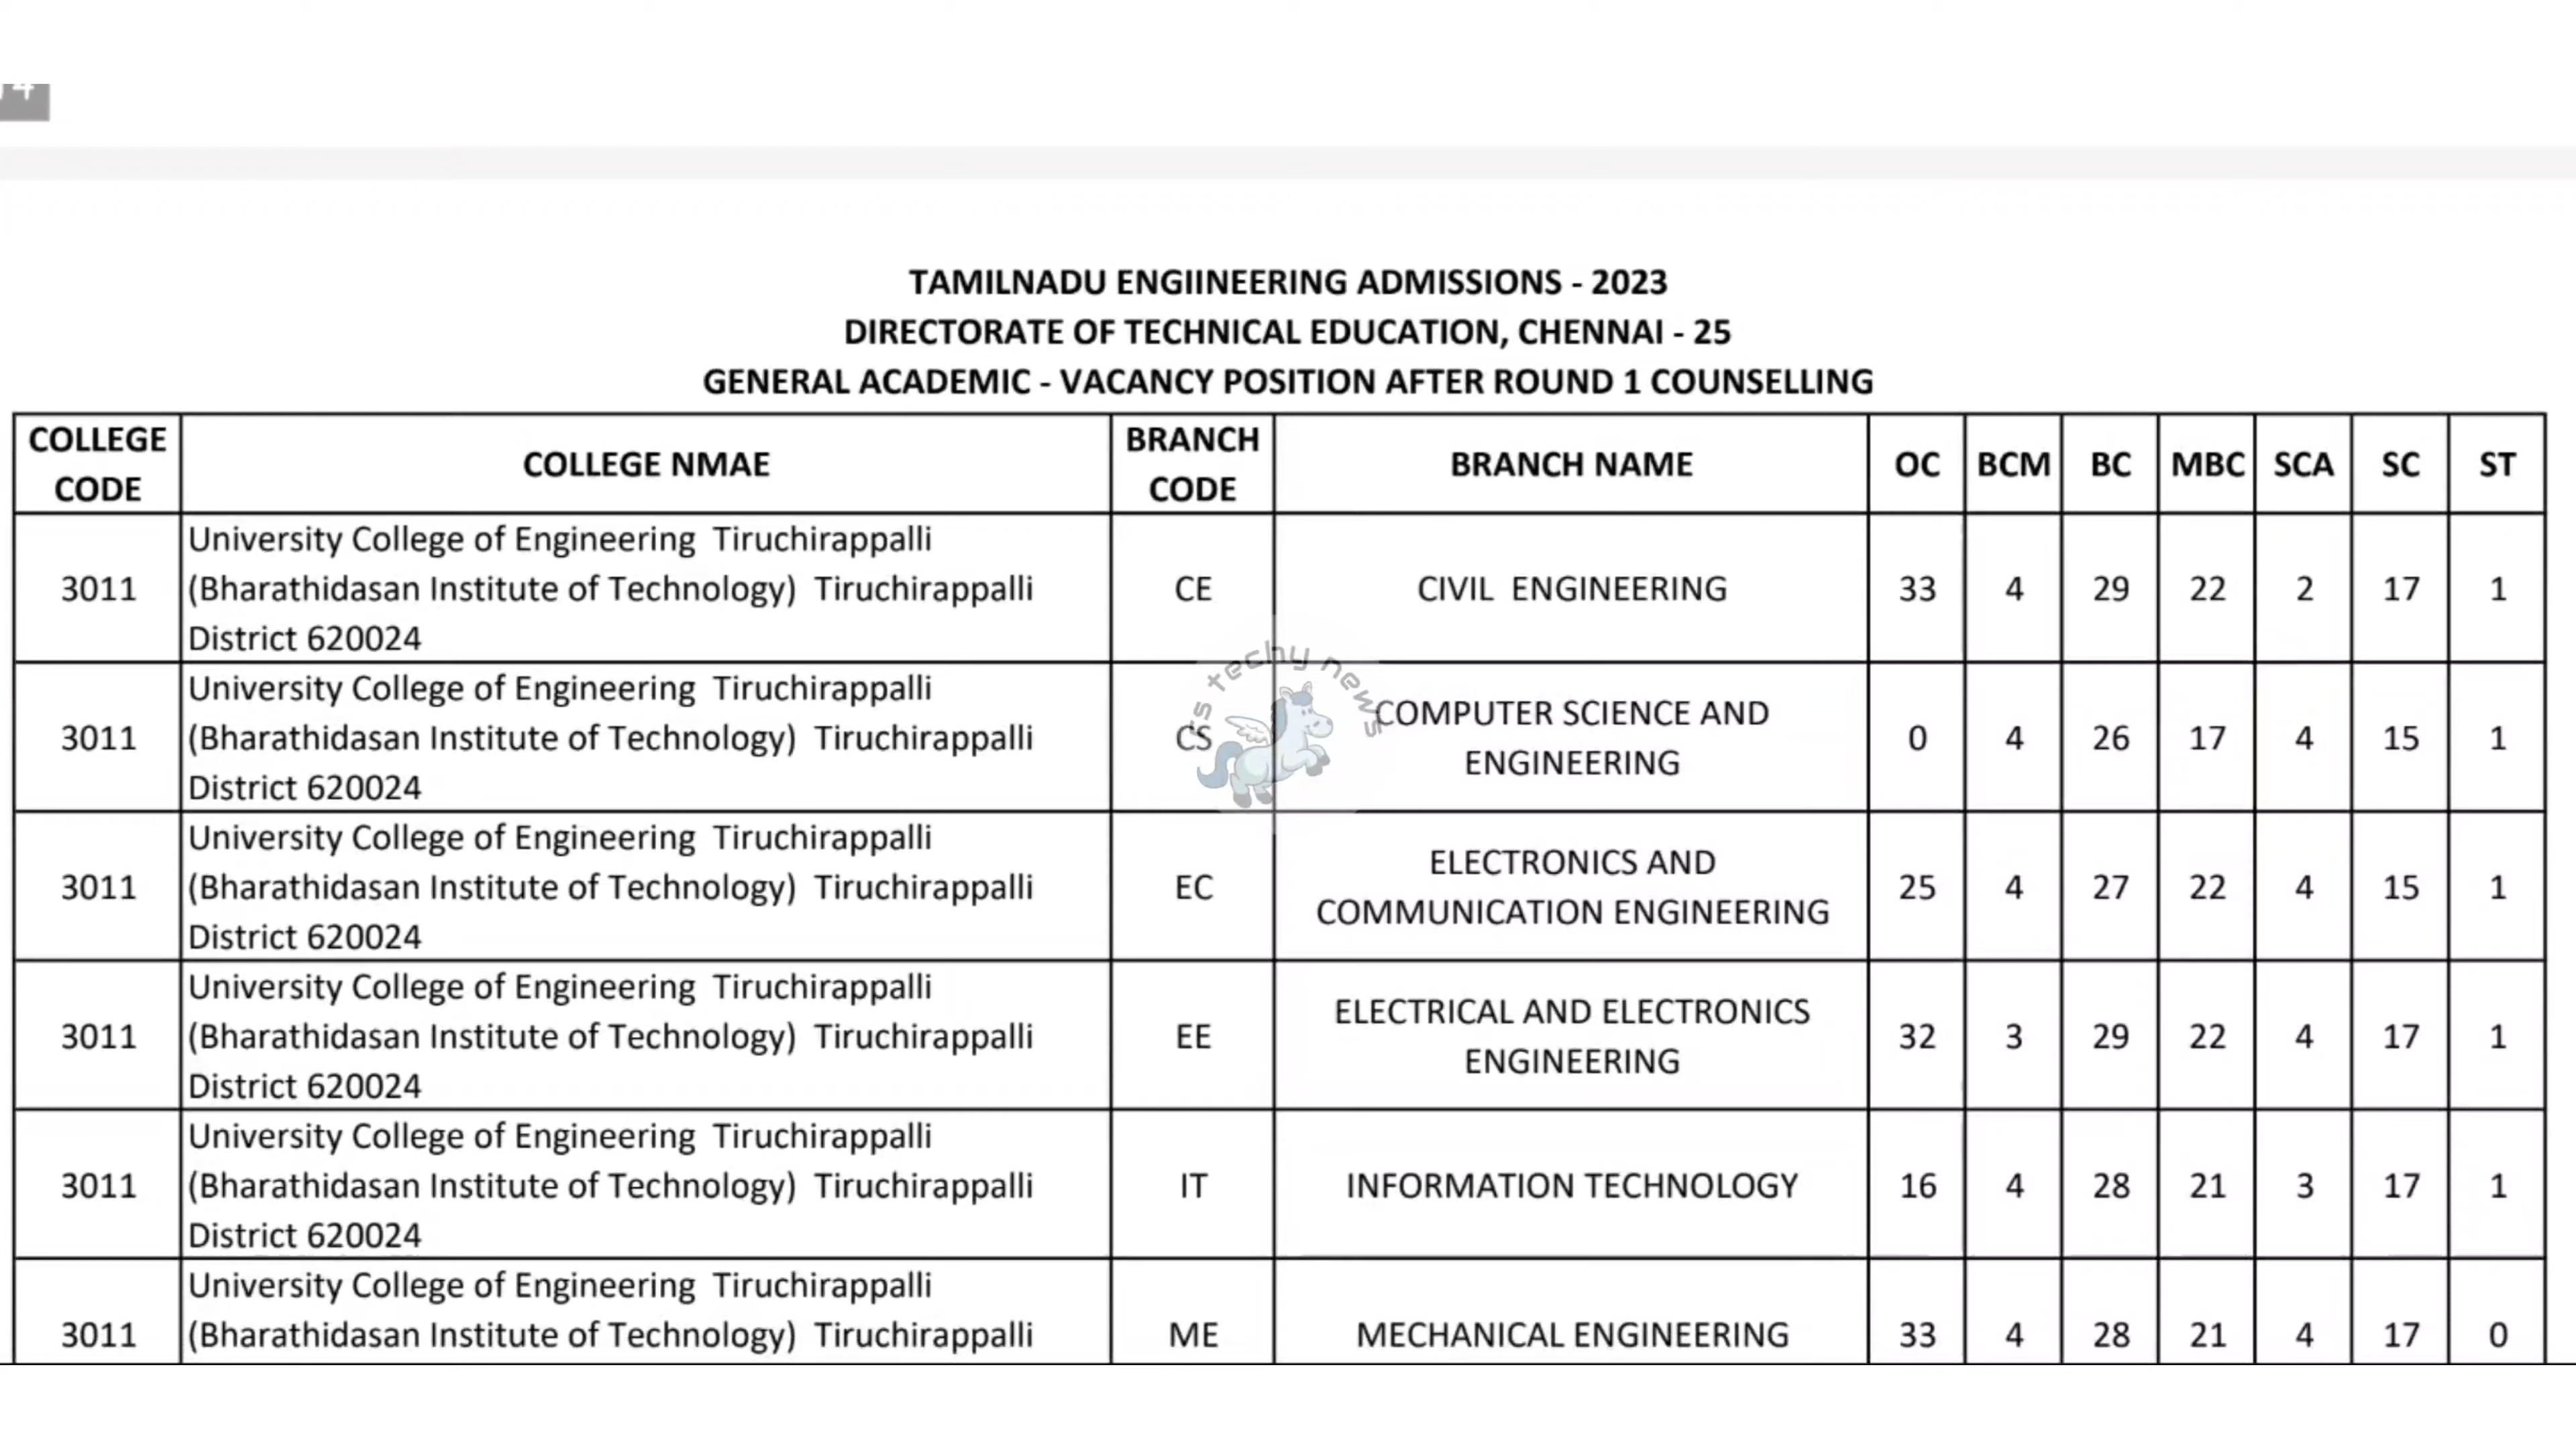 TAMILNADU ENGIINEERING ADMISSIONS - 2023
DIRECTORATE OF TECHNICAL EDUCATION, CHENNAI - 25
GENERAL ACADEMIC - VACANCY POSITION AFTER ROUND 1 COUNSELLING
COLLEGE CODE COLLEGE NMAE BRANCH CODE BRANCH NAME OC BCM BC MBC SCA SC ST
3011 University College of Engineering Tiruchirappalli (Bharathidasan Institute of Technology) Tiruchirappalli District 620024 CE CIVIL ENGINEERING 33 4 29 22 2 17 1
3011 University College of Engineering Tiruchirappalli (Bharathidasan Institute of Technology) Tiruchirappalli District 620024 CS COMPUTER SCIENCE AND ENGINEERING 0 4 26 17 4 15 1
3011 University College of Engineering Tiruchirappalli (Bharathidasan Institute of Technology) Tiruchirappalli District 620024 EC ELECTRONICS AND COMMUNICATION ENGINEERING 25 4 27 22 4 15 1
3011 University College of Engineering Tiruchirappalli (Bharathidasan Institute of Technology) Tiruchirappalli District 620024 EE ELECTRICAL AND ELECTRONICS ENGINEERING 32 3 29 22 4 17 1
3011 University College of Engineering Tiruchirappalli (Bharathidasan Institute of Technology) Tiruchirappalli District 620024 IT INFORMATION TECHNOLOGY 16 4 28 21 3 17 1
3011 University College of Engineering Tiruchirappalli (Bharathidasan Institute of Technology) Tiruchirappalli ME MECHANICAL ENGINEERING 33 4 28 21 4 17 0
techy news